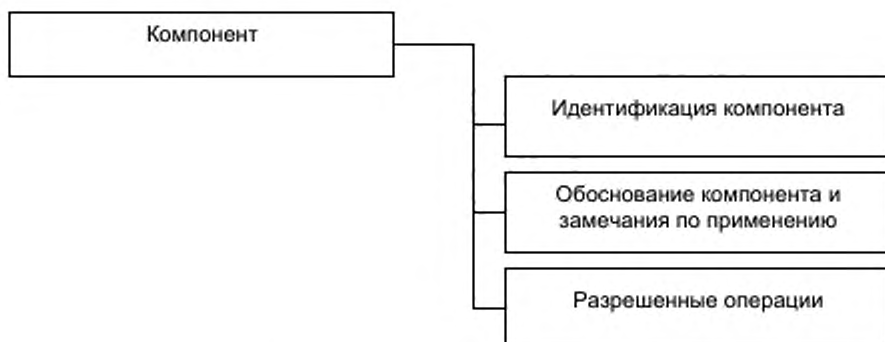 Компонент
Идентификация компонента
Обоснование компонента и
замечания по применению
Разрешенные операции